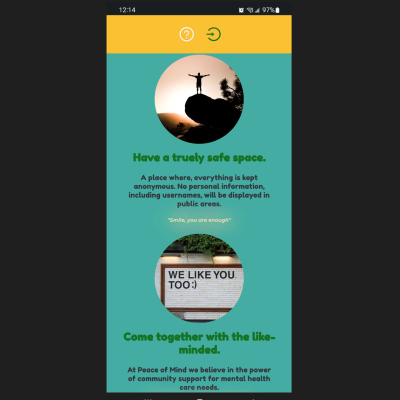 12:14
97%
?
Have a truely safe space.
A place where, everything is kept
anonymous. No personal information,
including usernames, will be displayed in
public areas.
"Smile, you are enough"
WE LIKE YOU
TOO:)
Come together with the like-
minded.
At Peace of Mind we believe in the power
of community support for mental health
care needs.